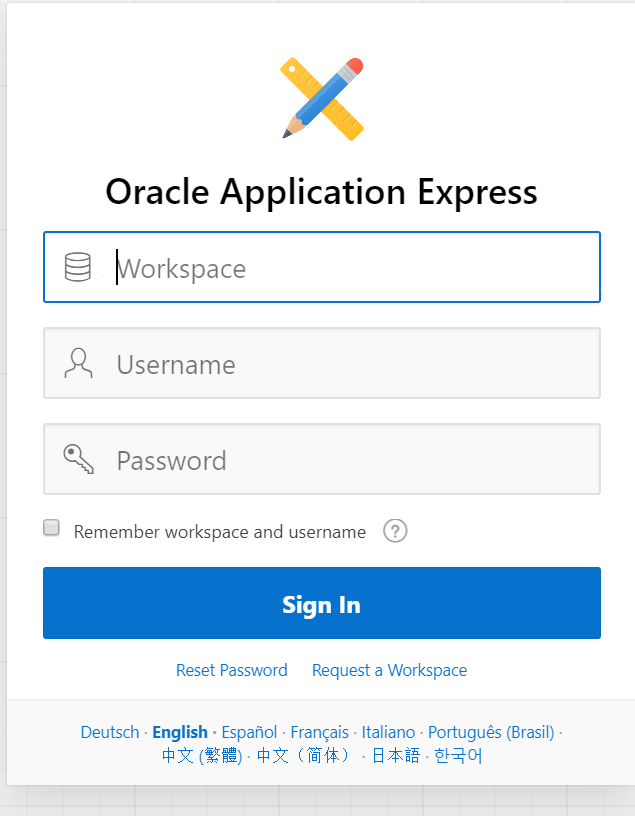 Oracle Application Express
Workspace
Username
Password
Remember workspace and username ?
Sign In
Reset Password Request a Workspace
Deutsch · English · Español · Français · Italiano · Português (Brasil) ·
中文 (繁體) · 中文（简体） · 日本語 · 한국어